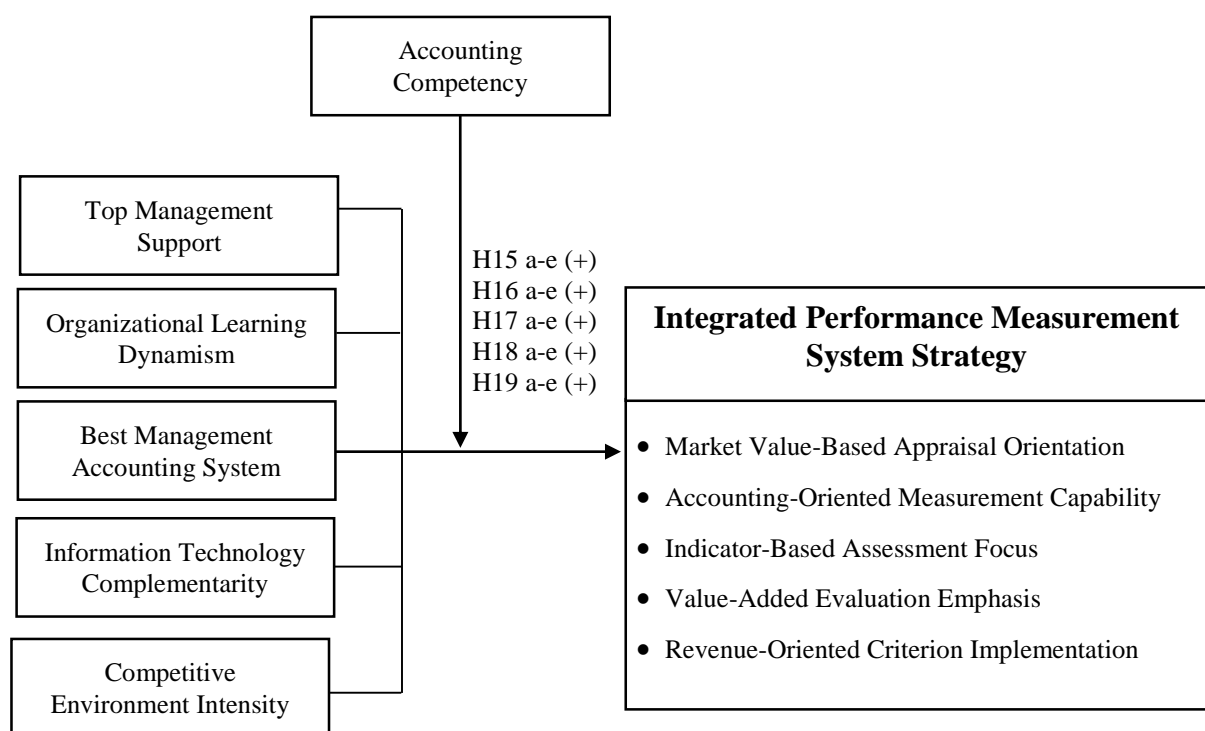 Accounting
Competency
Top Management
Support
Organizational Learning
Dynamism
Best Management
Accounting System
Information Technology
Complementarity
Competitive
Environment Intensity
H15 a-e (+)
H16 a-e (+)
H17 a-e (+)
H18 a-e (+)
H19 a-e (+)
Integrated Performance Measurement
System Strategy
• Market Value-Based Appraisal Orientation
• Accounting-Oriented Measurement Capability
• Indicator-Based Assessment Focus
• Value-Added Evaluation Emphasis
• Revenue-Oriented Criterion Implementation